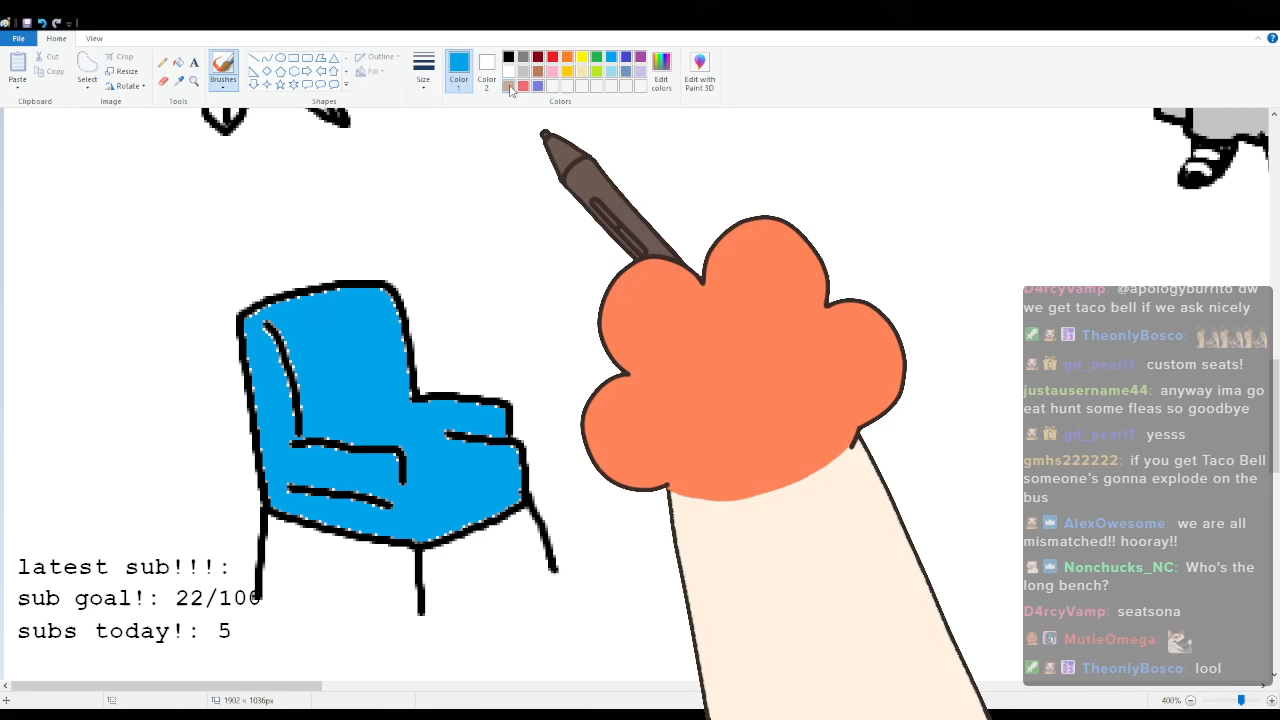 File
Home
View
Cut
Copy
Paste
Clipboard
Crop
Resize
Rotate
Select
Image
A
Tools
Brushes
Outline
Fill
Shapes
Size
Color
1
Color
2
Edit
colors
Colors
Edit with
Paint 3D
D4rcyVamp: @apologyburrito dw
we get taco bell if we ask nicely
TheonlyBosco:
gd_pearl1 custom seats!
justausername44: anyway ima go
eat hunt some fleas so goodbye
gd_pearl1 yesss
gmhs222222: if you get Taco Bell
someone's gonna explode on the
bus
AlexOwesome: we are all
mismatched!! hooray!!
Nonchucks_NC: Who's the
long bench?
D4rcyVamp: seatsona
MutieOmega:
TheonlyBosco: lool
latest sub!!!:
sub goal!: 22/100
subs today!: 5
1902 × 1036px
400%